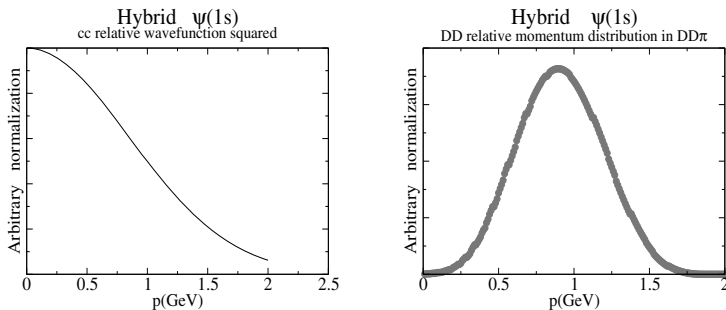 Hybrid ψ(1s)
cc relative wavefunction squared
Arbitrary normalization
0 0.5 1 1.5 2 2.5
p(GeV)
Hybrid ψ(1s)
DD relative momentum distribution in DDπ
Arbitrary normalization
0 0.5 1 1.5 2
p(GeV)